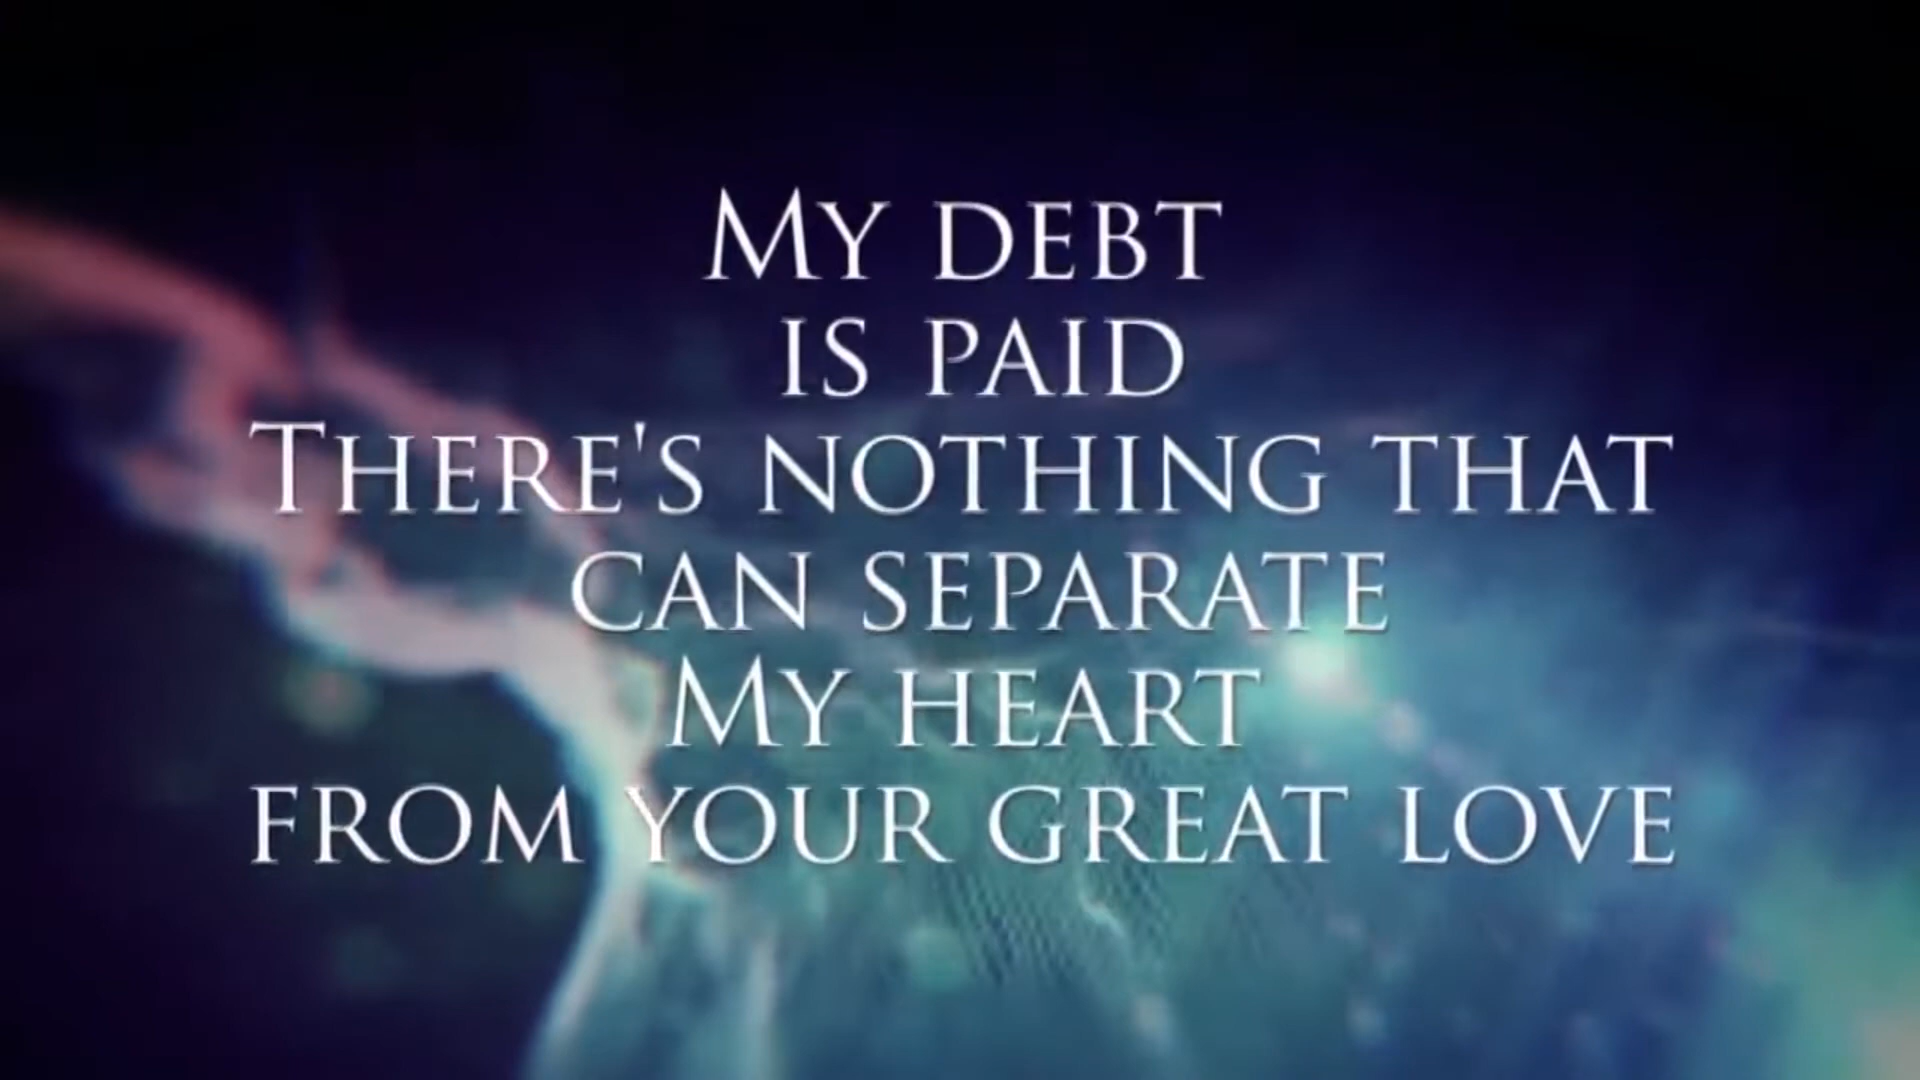 My debt
is paid
There's nothing that
can separate
My heart
from Your great love